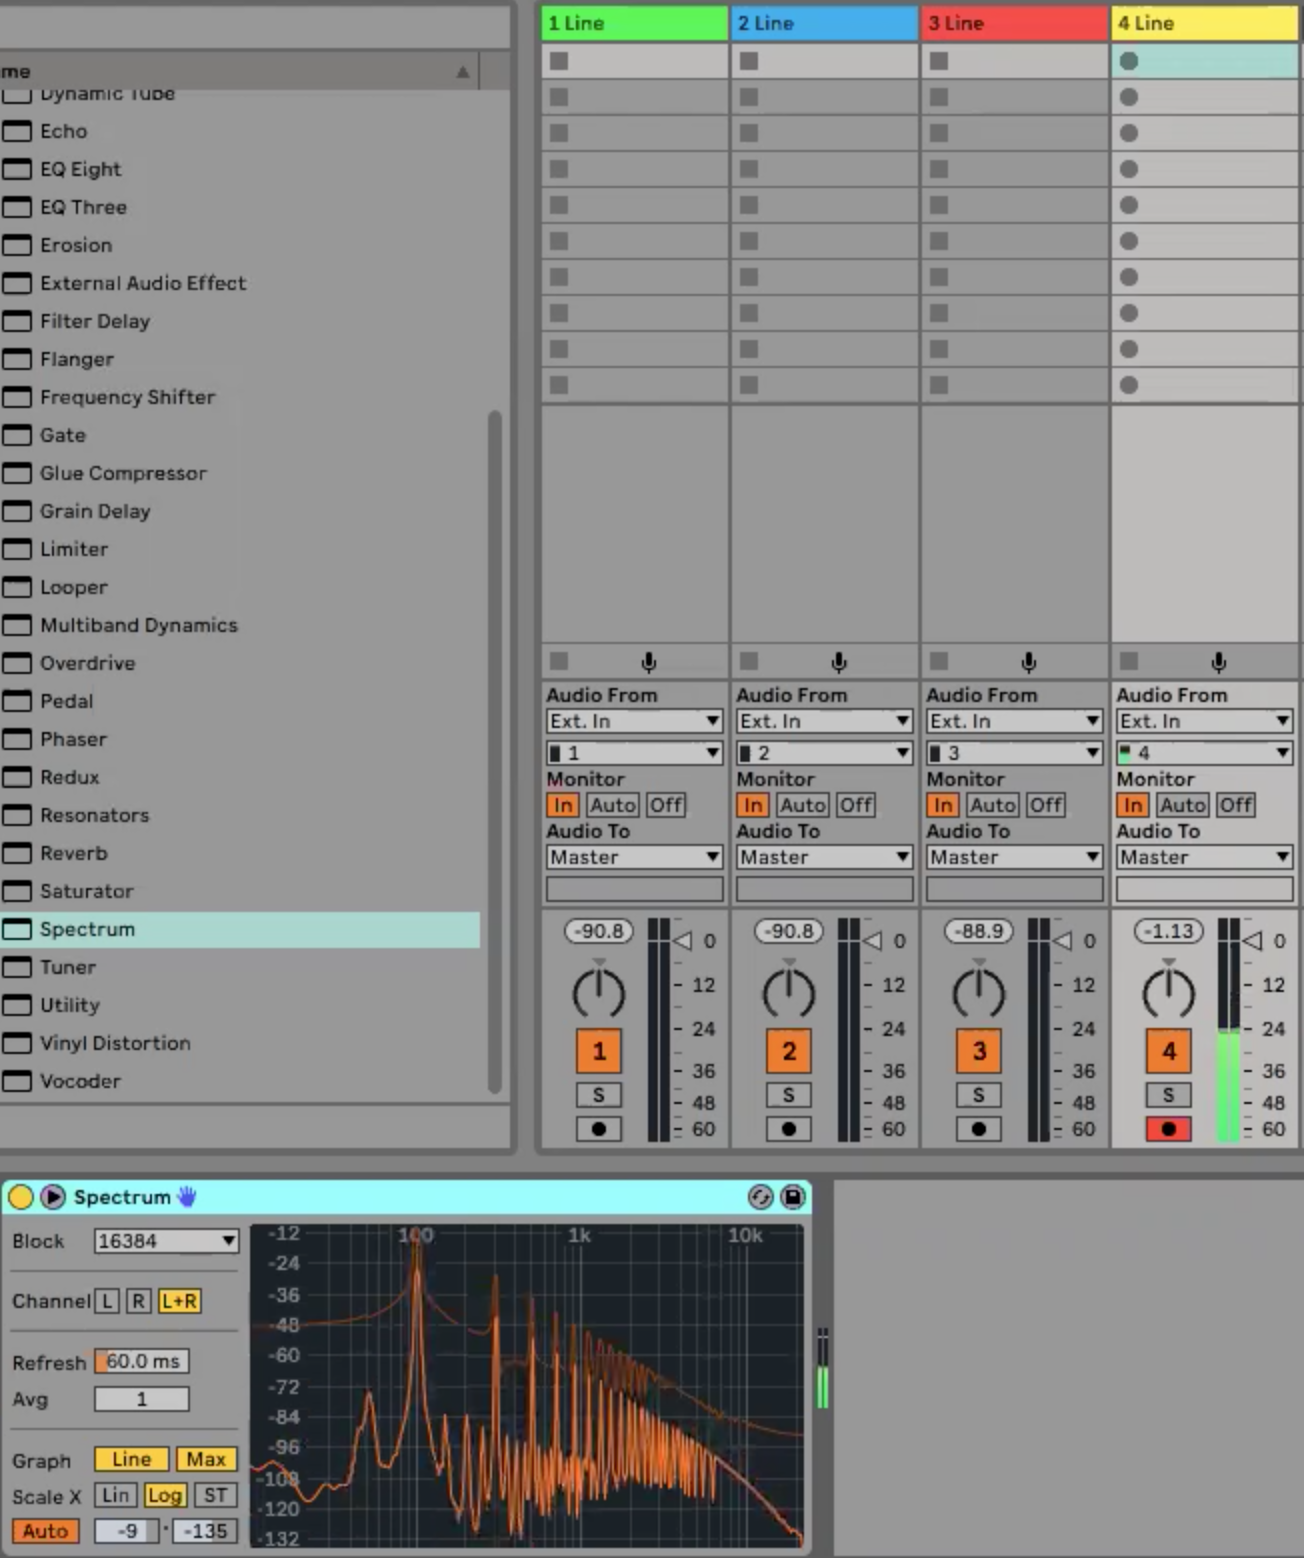 me
Dynamic Tube
Echo
EQ Eight
EQ Three
Erosion
External Audio Effect
Filter Delay
Flanger
Frequency Shifter
Gate
Glue Compressor
Grain Delay
Limiter
Looper
Multiband Dynamics
Overdrive
Pedal
Phaser
Redux
Resonators
Reverb
Saturator
Spectrum
Tuner
Utility
Vinyl Distortion
Vocoder
1 Line 2 Line 3 Line 4 Line
Audio From Audio From Audio From Audio From
Ext. In Ext. In Ext. In Ext. In
1 2 3 4
Monitor Monitor Monitor Monitor
In Auto Off In Auto Off In Auto Off In Auto Off
Audio To Audio To Audio To Audio To
Master Master Master Master
-90.8 0 -90.8 0 -88.9 0 -1.13 0
12 12 12 12
24 24 24 24
1 2 3 4
36 36 36 36
S S S S
48 48 48 48
60 60 60 60
Spectrum
Block 16384
Channel L R L+R
Refresh 60.0 ms
Avg 1
Graph Line Max
Scale X Lin Log ST
Auto -9 -135
100 1k 10k
-12
-24
-36
-48
-60
-72
-84
-96
-108
-120
-132